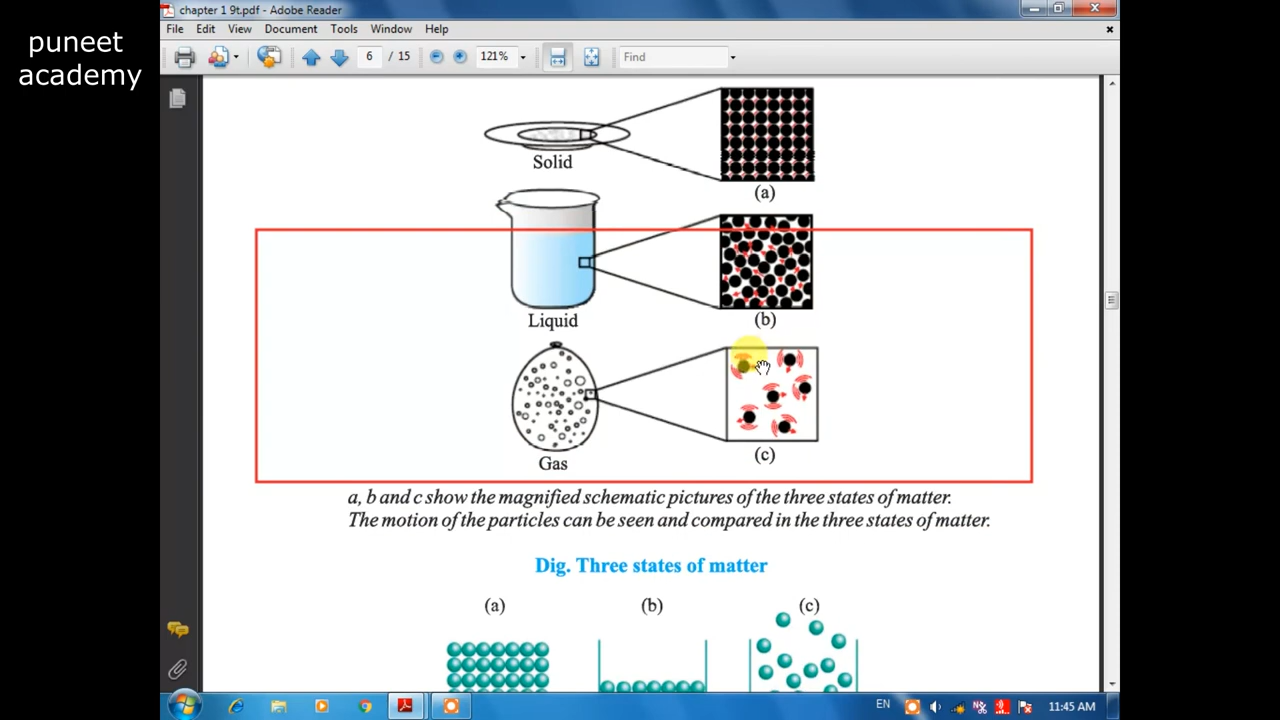 puneet
academy
chapter 1 9t.pdf - Adobe Reader
File Edit View Document Tools Window Help
6 / 15 121% Find
Solid
(a)
Liquid
(b)
Gas
(c)
a, b and c show the magnified schematic pictures of the three states of matter.
The motion of the particles can be seen and compared in the three states of matter.
Dig. Three states of matter
(a) (b) (c)
EN 11:45 AM